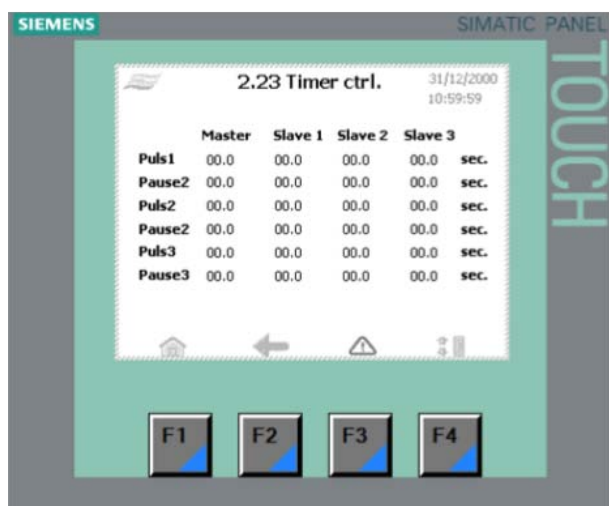 SIEMENS
SIMATIC PANEL
TOUCH
2.23 Timer ctrl.
31/12/2000
10:59:59
Master Slave 1 Slave 2 Slave 3
Puls1 00.0 00.0 00.0 00.0 sec.
Pause2 00.0 00.0 00.0 00.0 sec.
Puls2 00.0 00.0 00.0 00.0 sec.
Pause2 00.0 00.0 00.0 00.0 sec.
Puls3 00.0 00.0 00.0 00.0 sec.
Pause3 00.0 00.0 00.0 00.0 sec.
F1 F2 F3 F4